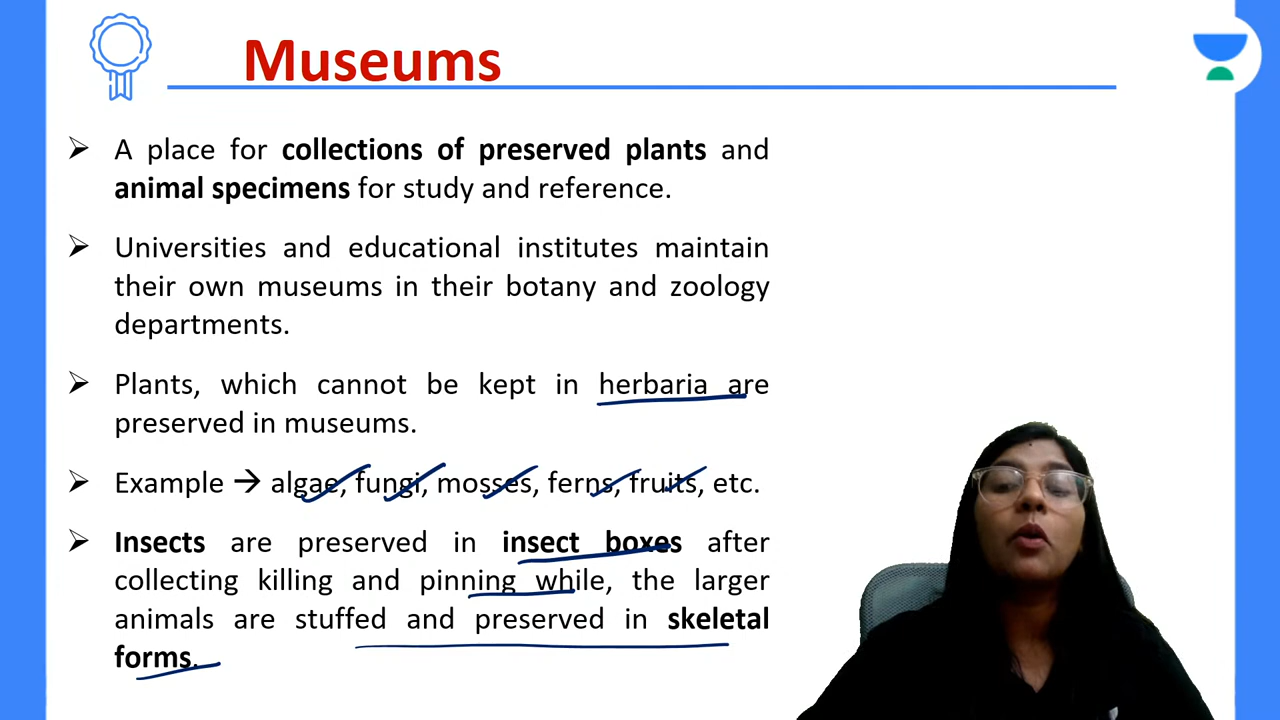 Museums
➢ A place for collections of preserved plants and
animal specimens for study and reference.
➢ Universities and educational institutes maintain
their own museums in their botany and zoology
departments.
➢ Plants, which cannot be kept in herbaria are
preserved in museums.
➢ Example → algae, fungi, mosses, ferns, fruits, etc.
➢ Insects are preserved in insect boxes after
collecting killing and pinning while, the larger
animals are stuffed and preserved in skeletal
forms.